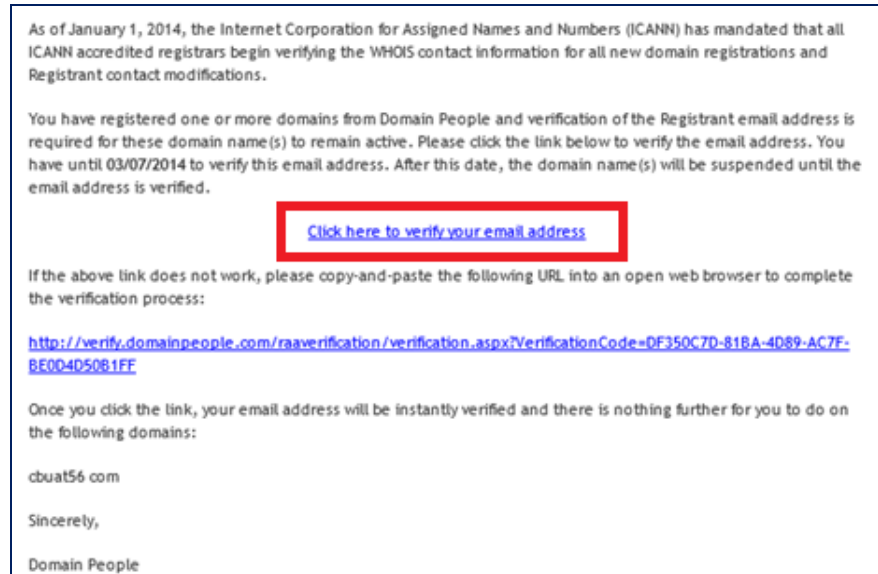 As of January 1, 2014, the Internet Corporation for Assigned Names and Numbers (ICANN) has mandated that all
ICANN accredited registrars begin verifying the WHOIS contact information for all new domain registrations and
Registrant contact modifications.
You have registered one or more domains from Domain People and verification of the Registrant email address is
required for these domain name(s) to remain active. Please click the link below to verify the email address. You
have until 03/07/2014 to verify this email address. After this date, the domain name(s) will be suspended until the
email address is verified.
Click here to verify your email address
If the above link does not work, please copy-and-paste the following URL into an open web browser to complete
the verification process:
http://verify.domainpeople.com/raaverification/verification.aspx?VerificationCode=DF350C7D-81BA-4D89-AC7F-
BE0D4D50B1FF
Once you click the link, your email address will be instantly verified and there is nothing further for you to do on
the following domains:
cbuat56 com
Sincerely,
Domain People